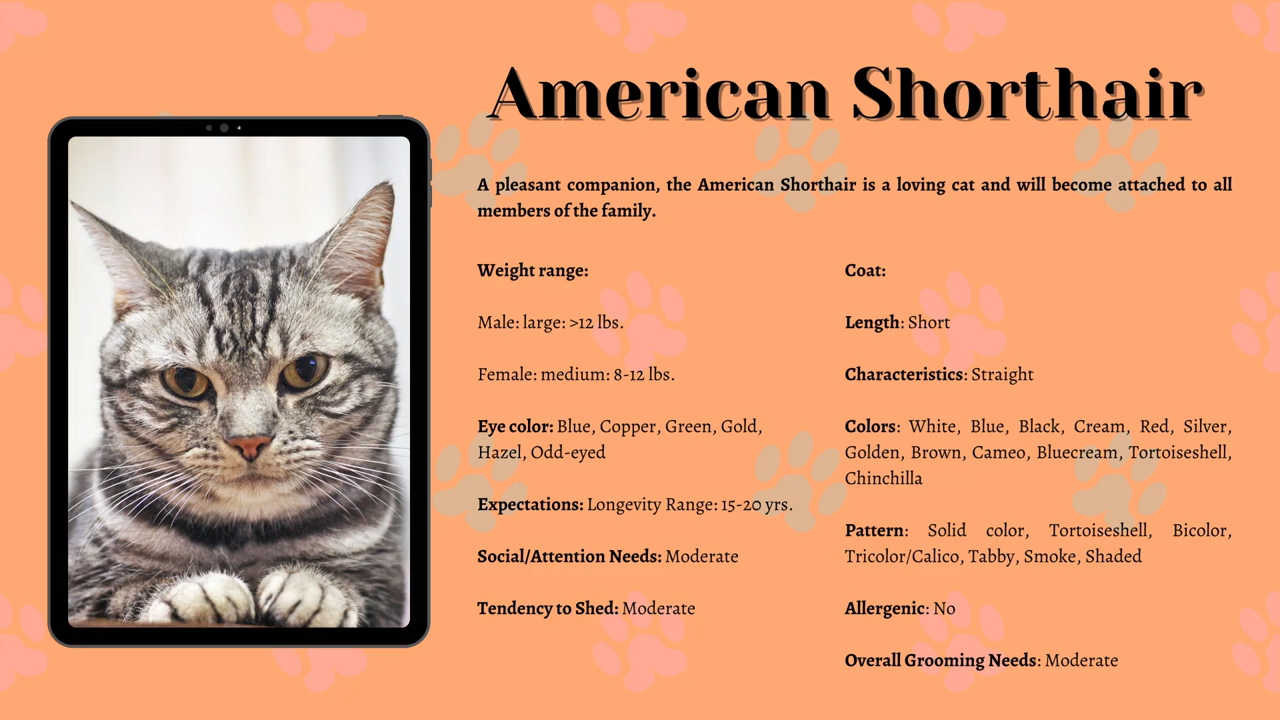 American Shorthair
A pleasant companion, the American Shorthair is a loving cat and will become attached to all
members of the family.
Weight range:
Male: large: >12 lbs.
Female: medium: 8-12 lbs.
Eye color: Blue, Copper, Green, Gold,
Hazel, Odd-eyed
Expectations: Longevity Range: 15-20 yrs.
Social/Attention Needs: Moderate
Tendency to Shed: Moderate
Coat:
Length: Short
Characteristics: Straight
Colors: White, Blue, Black, Cream, Red, Silver,
Golden, Brown, Cameo, Bluecream, Tortoiseshell,
Chinchilla
Pattern: Solid color, Tortoiseshell, Bicolor,
Tricolor/Calico, Tabby, Smoke, Shaded
Allergenic: No
Overall Grooming Needs: Moderate